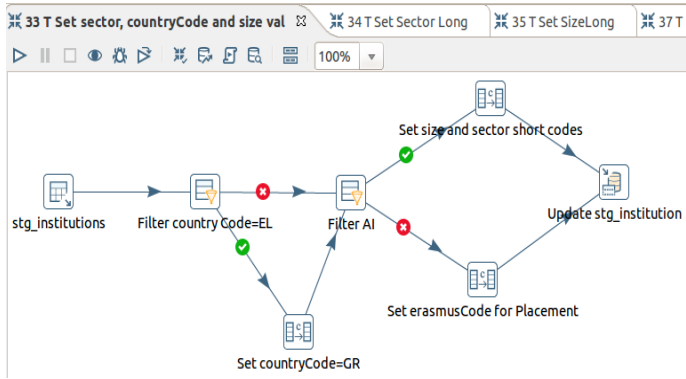 33 T Set sector, countryCode and size val
34 T Set Sector Long
35 T Set SizeLong
37 T
100%
Set size and sector short codes
stg_institutions
Filter country Code=EL
Filter AI
Update stg_institution
Set erasmusCode for Placement
Set countryCode=GR